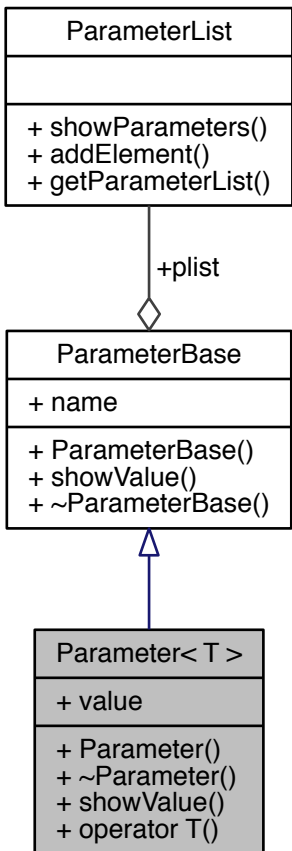 ParameterList
+ showParameters()
+ addElement()
+ getParameterList()
+plist
ParameterBase
+ name
+ ParameterBase()
+ showValue()
+ ~ParameterBase()
Parameter< T >
+ value
+ Parameter()
+ ~Parameter()
+ showValue()
+ operator T()